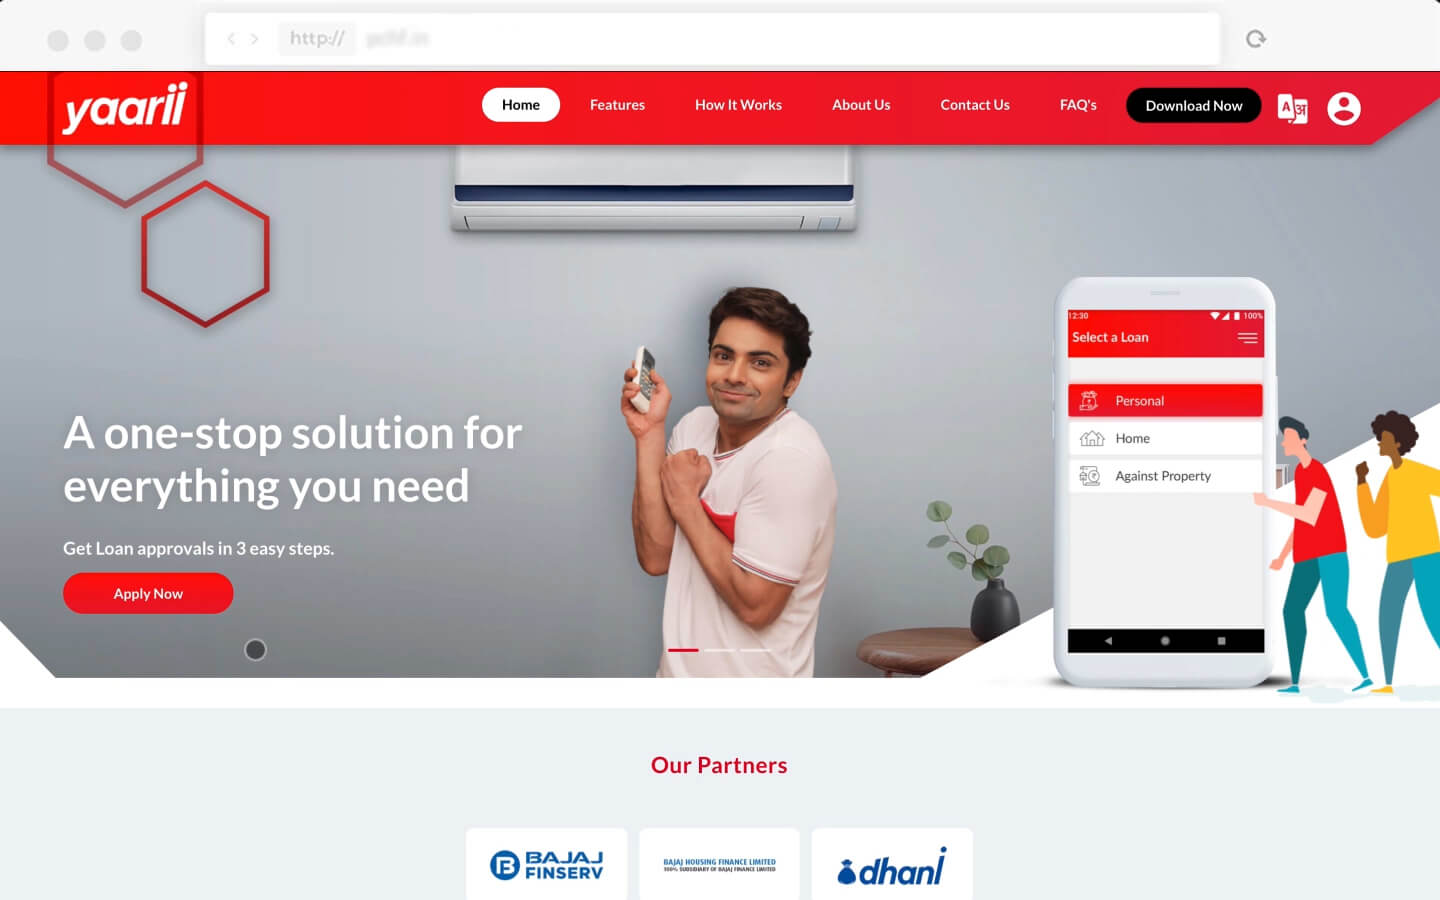 http://
yaarii
Home
Features
How It Works
About Us
Contact Us
FAQ's
Download Now
A अ
A one-stop solution for
everything you need
Get Loan approvals in 3 easy steps.
Apply Now
12:30
100%
Select a Loan
Personal
Home
Against Property
Our Partners
BAJAJ
FINSERV
BAJAJ HOUSING FINANCE LIMITED
100% SUBSIDIARY OF BAJAJ FINANCE LIMITED
dhani